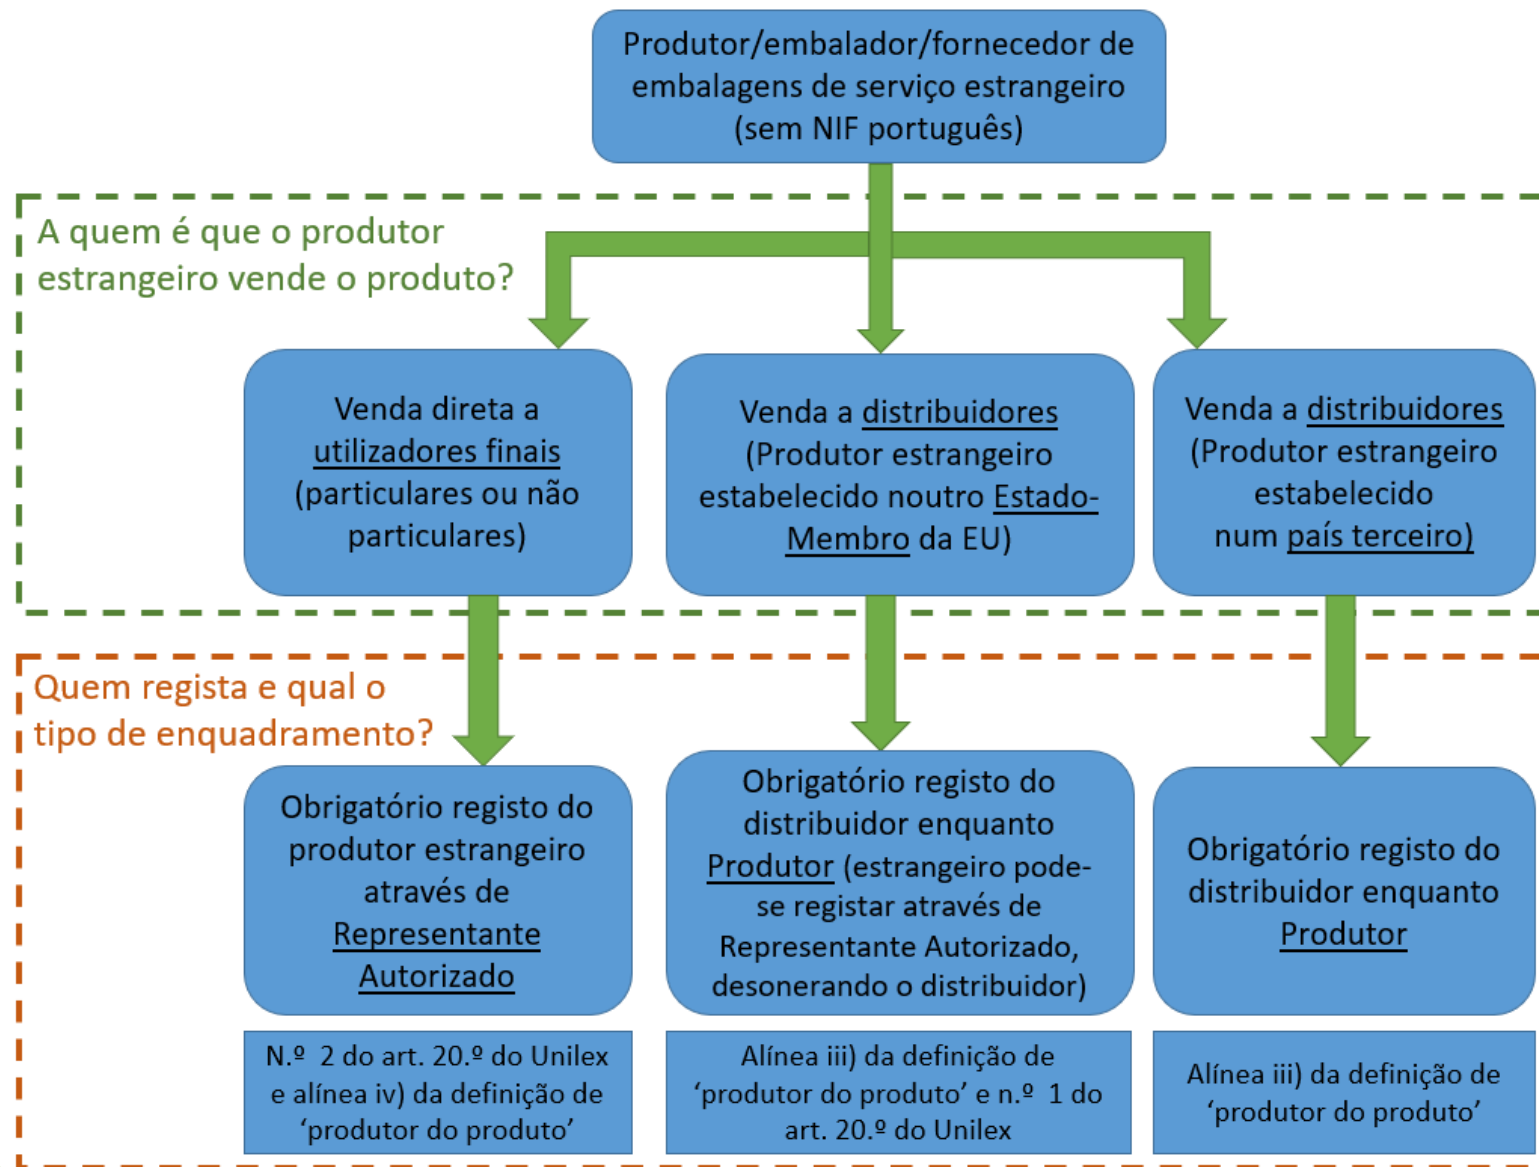 Produtor/embalador/fornecedor de
embalagens de serviço estrangeiro
(sem NIF português)
A quem é que o produtor
estrangeiro vende o produto?
Venda direta a
utilizadores finais
(particulares ou não
particulares)
Venda a distribuidores
(Produtor estrangeiro
estabelecido noutro Estado-
Membro da EU)
Venda a distribuidores
(Produtor estrangeiro
estabelecido
num país terceiro)
Quem regista e qual o
tipo de enquadramento?
Obrigatório registo do
produtor estrangeiro
através de
Representante
Autorizado
Obrigatório registo do
distribuidor enquanto
Produtor (estrangeiro pode-
se registar através de
Representante Autorizado,
desonerando o distribuidor)
Obrigatório registo do
distribuidor enquanto
Produtor
N.º 2 do art. 20.º do Unilex
e alínea iv) da definição de
‘produtor do produto’
Alínea iii) da definição de
‘produtor do produto’ e n.º 1 do
art. 20.º do Unilex
Alínea iii) da definição de
‘produtor do produto’